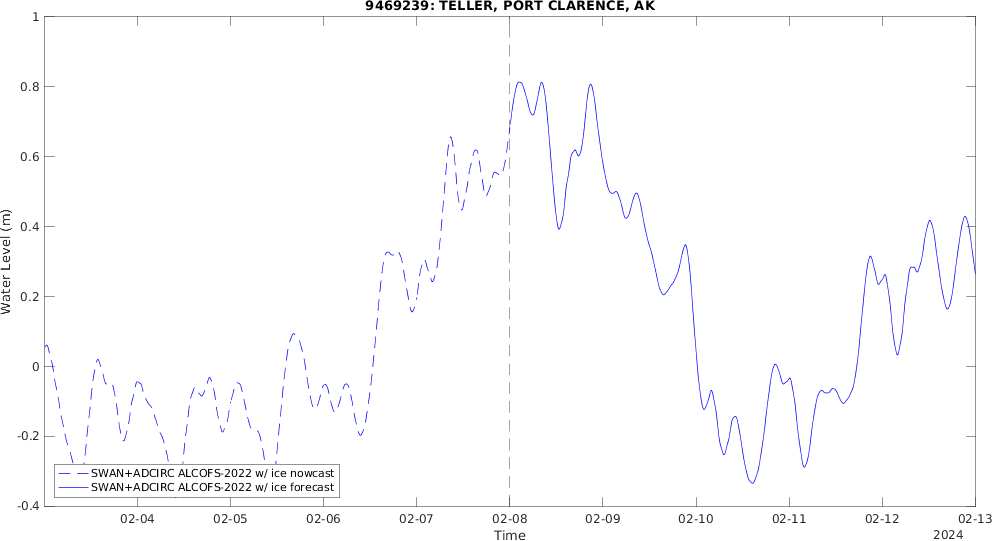 9469239: TELLER, PORT CLARENCE, AK
1
0.8
0.6
0.4
0.2
0
-0.2
-0.4
Water Level (m)
SWAN+ADCIRC ALCOFS-2022 w/ ice nowcast
SWAN+ADCIRC ALCOFS-2022 w/ ice forecast
02-04 02-05 02-06 02-07 02-08 02-09 02-10 02-11 02-12 02-13
Time
2024